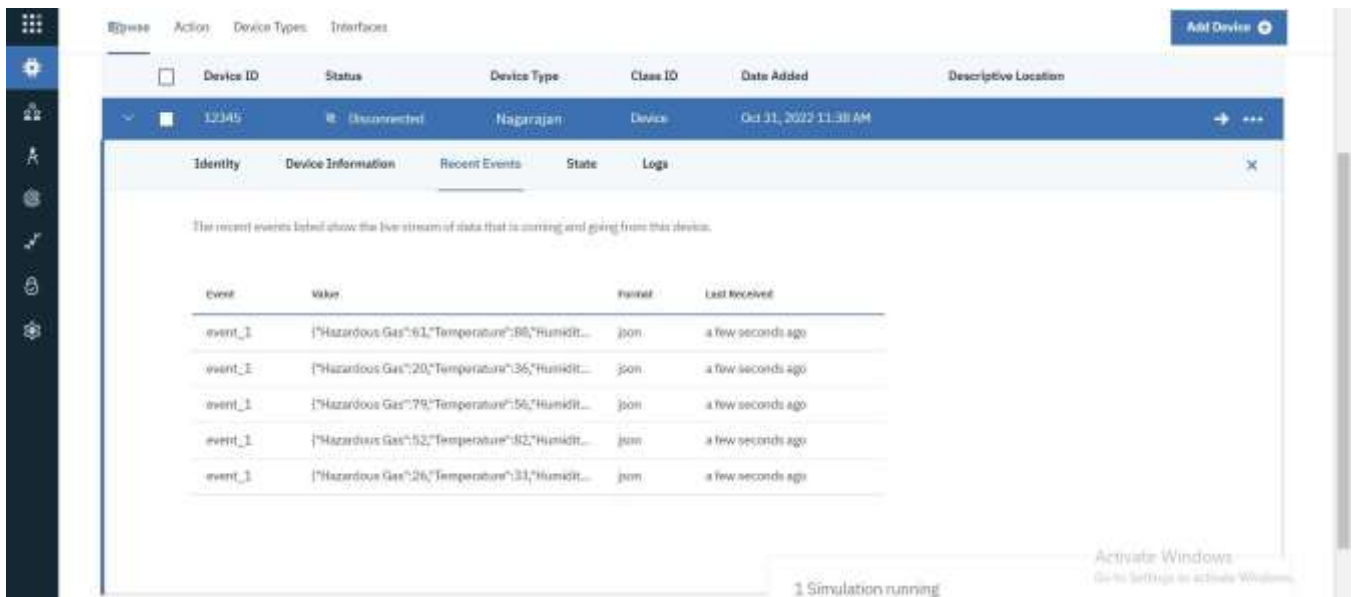 Browse Action Device Types Interfaces Add Device
Device ID Status Device Type Class ID Date Added Descriptive Location
12345 Disconnected Nagarajan Device Oct 31, 2022 11:38 AM
Identity Device Information Recent Events State Logs
The recent events listed show the live stream of data that is coming and going from this device.
Event Value Format Last Received
event_1 {"Hazardous Gas":61,"Temperature":88,"Humidit... json a few seconds ago
event_1 {"Hazardous Gas":20,"Temperature":36,"Humidit... json a few seconds ago
event_1 {"Hazardous Gas":79,"Temperature":56,"Humidit... json a few seconds ago
event_1 {"Hazardous Gas":52,"Temperature":82,"Humidit... json a few seconds ago
event_1 {"Hazardous Gas":26,"Temperature":33,"Humidit... json a few seconds ago
Activate Windows
Go to Settings to activate Windows.
1 Simulation running